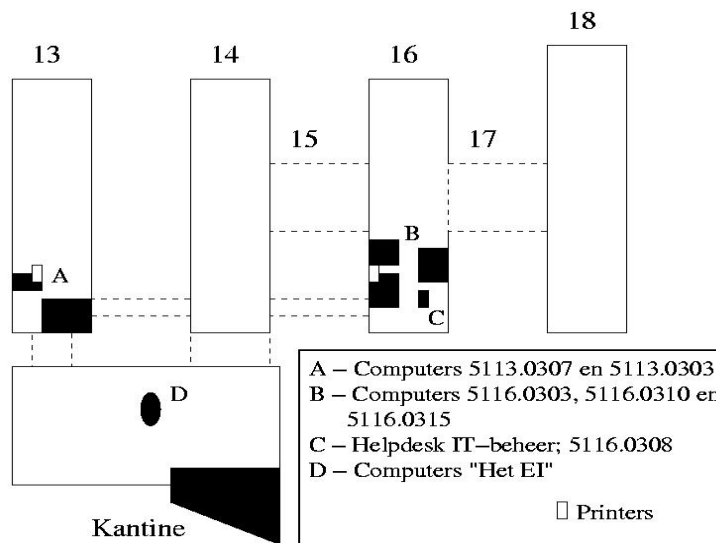 18
13
14
16
15
17
B
A
C
D
A – Computers 5113.0307 en 5113.0303
B – Computers 5116.0303, 5116.0310 en
5116.0315
C – Helpdesk IT–beheer; 5116.0308
D – Computers "Het EI"
Printers
Kantine